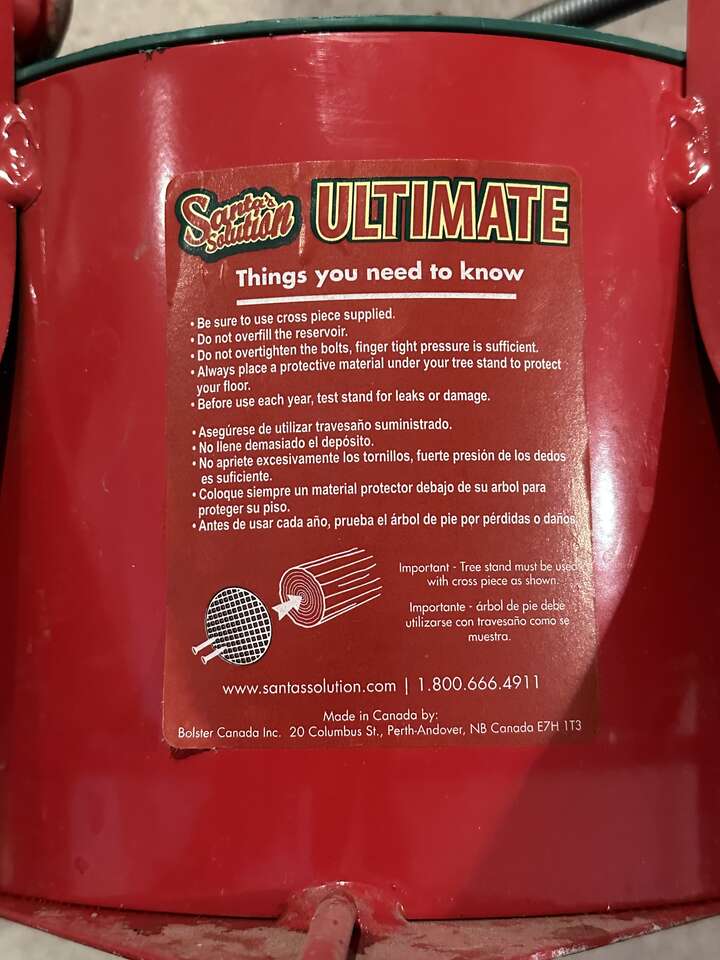 Santa's Solution ULTIMATE
Things you need to know
• Be sure to use cross piece supplied.
• Do not overfill the reservoir.
• Do not overtighten the bolts, finger tight pressure is sufficient.
• Always place a protective material under your tree stand to protect
your floor.
• Before use each year, test stand for leaks or damage.
• Asegúrese de utilizar travesaño suministrado.
• No llene demasiado el depósito.
• No apriete excesivamente los tornillos, fuerte presión de los dedos
es suficiente.
• Coloque siempre un material protector debajo de su arbol para
proteger su piso.
• Antes de usar cada año, prueba el árbol de pie por pérdidas o daños
Important - Tree stand must be used
with cross piece as shown.
Importante - árbol de pie debe
utilizarse con travesaño como se
muestra.
www.santassolution.com | 1.800.666.4911
Made in Canada by:
Bolster Canada Inc. 20 Columbus St., Perth-Andover, NB Canada E7H 1T3